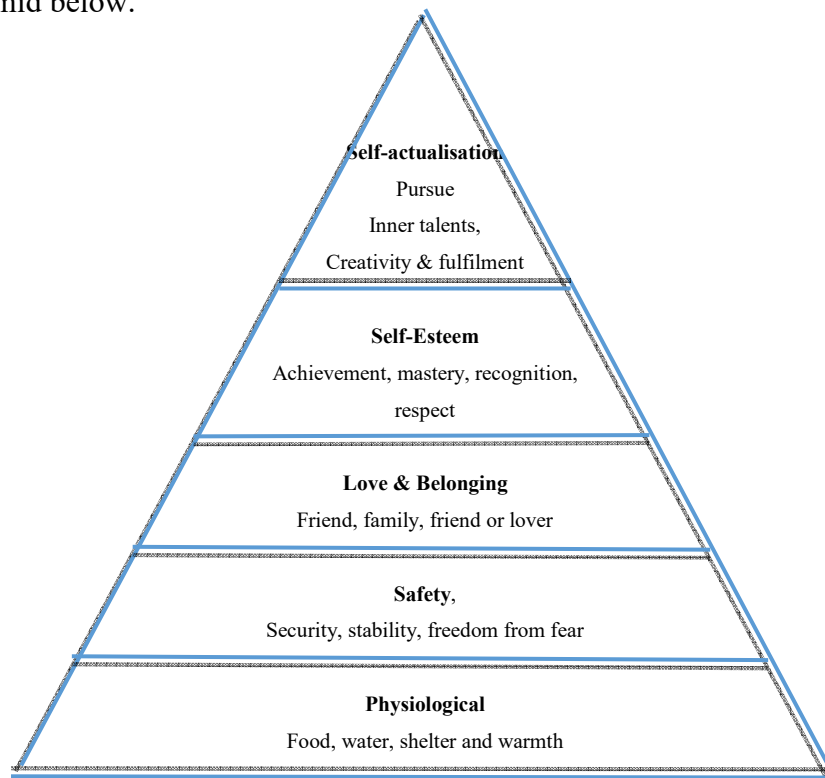 below.
Self-actualisation
Pursue
Inner talents,
Creativity & fulfilment
Self-Esteem
Achievement, mastery, recognition,
respect
Love & Belonging
Friend, family, friend or lover
Safety,
Security, stability, freedom from fear
Physiological
Food, water, shelter and warmth